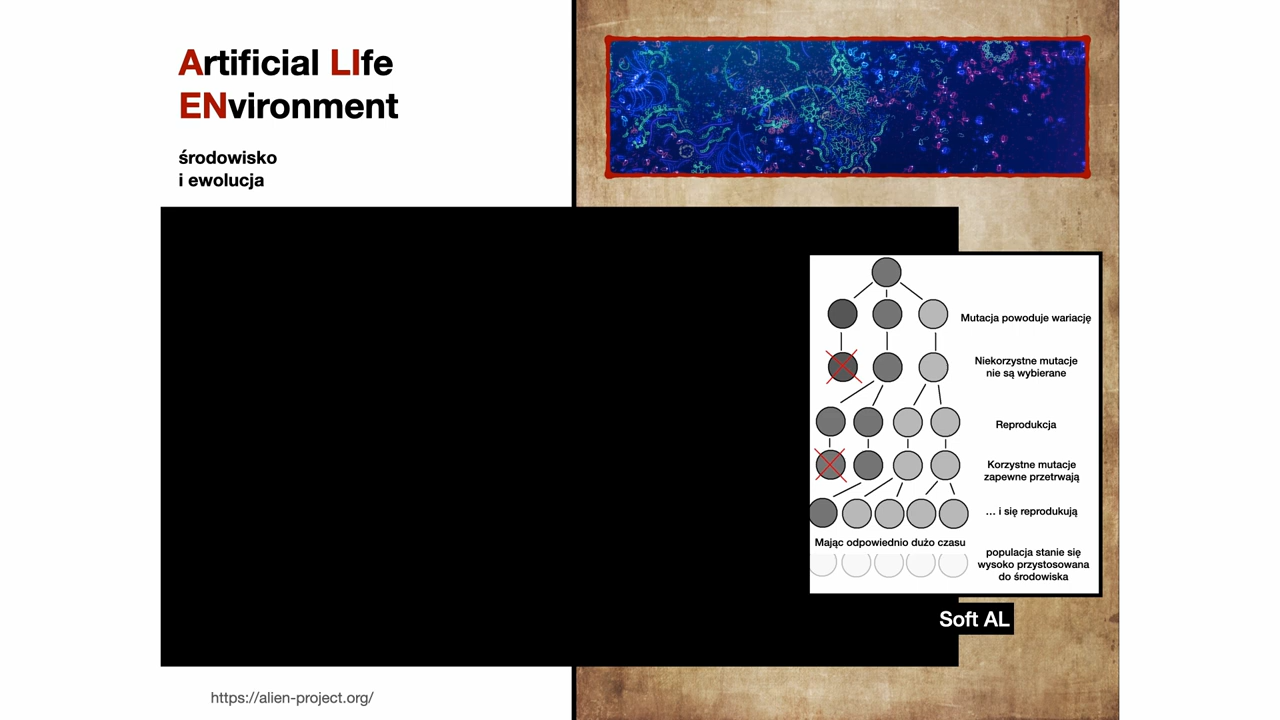 Artificial LIfe
ENvironment
środowisko
i ewolucja
Mutacja powoduje wariację
Niekorzystne mutacje
nie są wybierane
Reprodukcja
Korzystne mutacje
zapewne przetrwają
... i się reprodukują
Mając odpowiednio dużo czasu
populacja stanie się
wysoko przystosowana
do środowiska
Soft AL
https://alien-project.org/